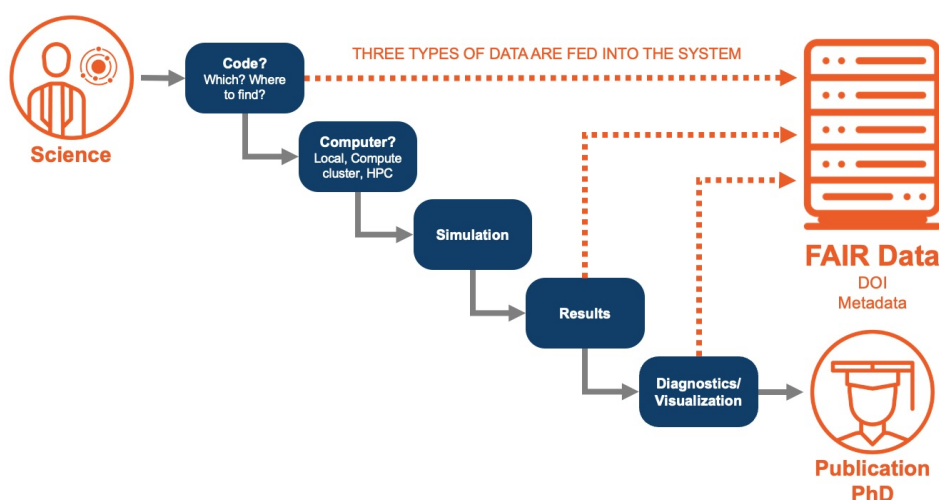 Science
Code?
Which? Where
to find?
THREE TYPES OF DATA ARE FED INTO THE SYSTEM
Computer?
Local, Compute
cluster, HPC
Simulation
Results
Diagnostics/
Visualization
FAIR Data
DOI
Metadata
Publication
PhD